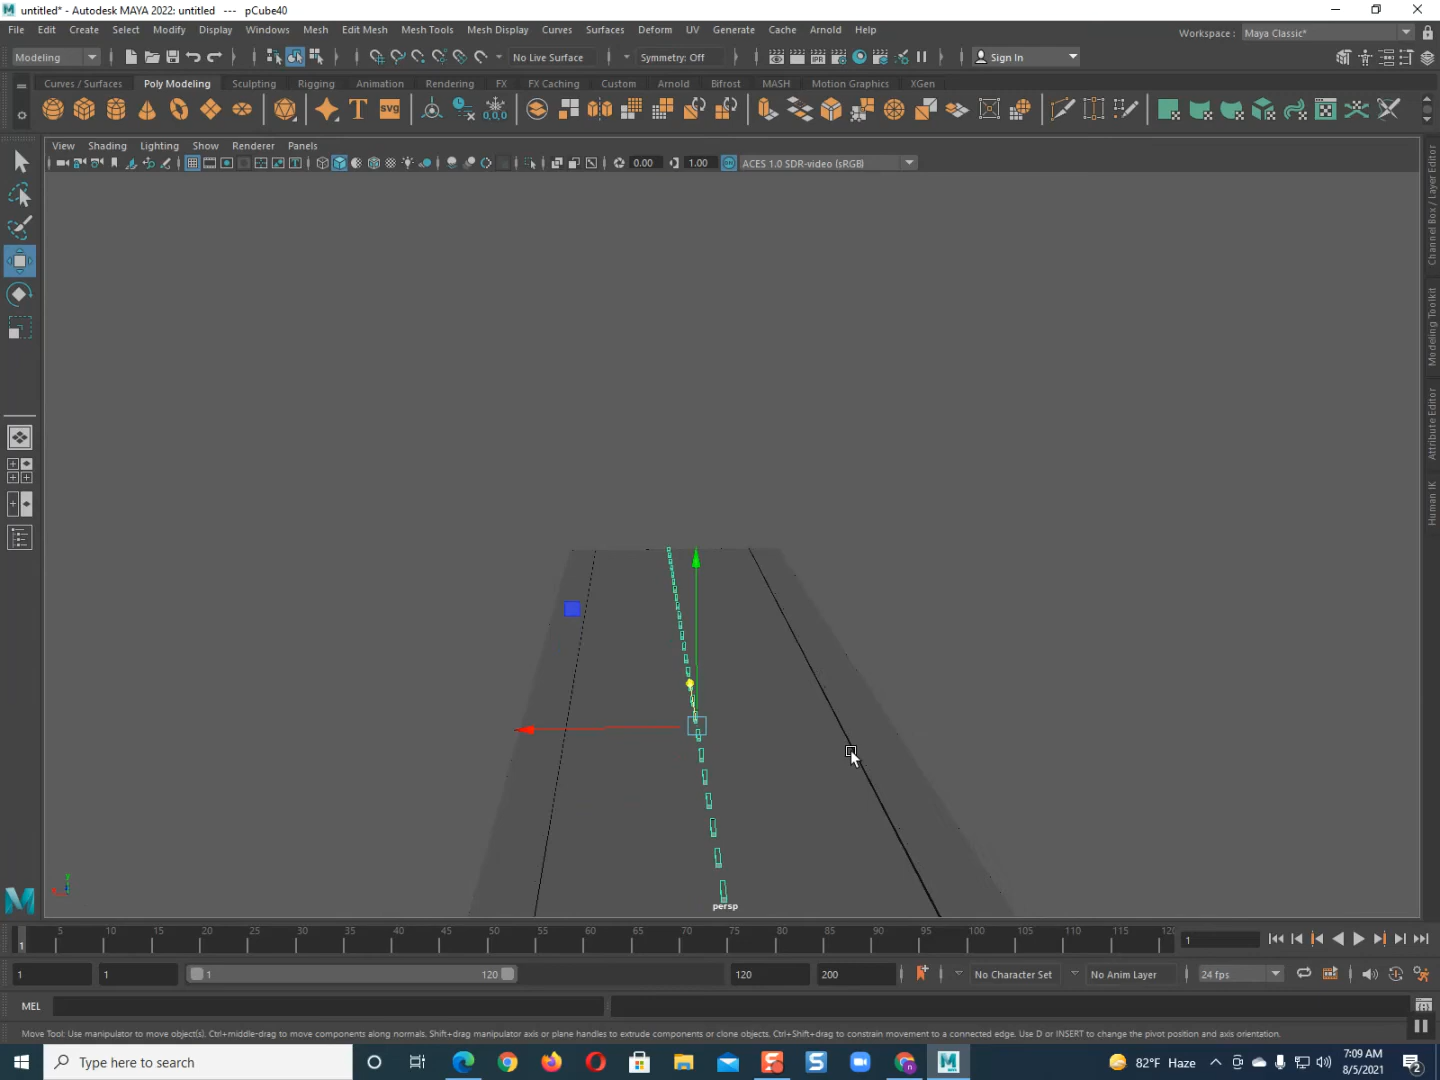 untitled* - Autodesk MAYA 2022: untitled --- pCube40
File Edit Create Select Modify Display Windows Mesh Edit Mesh Mesh Tools Mesh Display Curves Surfaces Deform UV Generate Cache Arnold Help
Workspace : Maya Classic*
Modeling No Live Surface Symmetry: Off Sign In
Curves / Surfaces Poly Modeling Sculpting Rigging Animation Rendering FX FX Caching Custom Arnold Bifrost MASH Motion Graphics XGen
T SVG 0,0,0
View Shading Lighting Show Renderer Panels
0.00 1.00 ACES 1.0 SDR-video (sRGB)
Channel Box / Layer Editor
Modeling Toolkit
Attribute Editor
Human IK
persp
5 10 15 20 25 30 35 40 45 50 55 60 65 70 75 80 85 90 95 100 105 110 115 12
1 1
1 1 1 120 120 200 No Character Set No Anim Layer 24 fps
MEL
Move Tool: Use manipulator to move object(s). Ctrl+middle-drag to move components along normals. Shift+drag manipulator axis or plane handles to extrude components or clone objects. Ctrl+Shift+drag to constrain movement to a connected edge. Use D or INSERT to change the pivot position and axis orientation.
Type here to search 82°F Haze 7:09 AM
8/5/2021 2